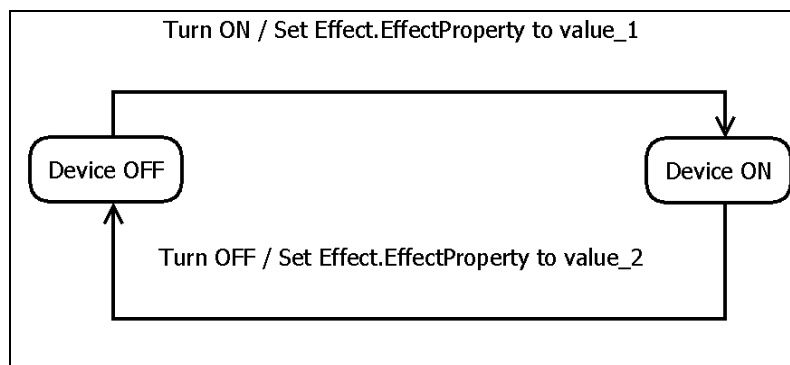 Turn ON / Set Effect.EffectProperty to value_1
Device OFF
Device ON
Turn OFF / Set Effect.EffectProperty to value_2